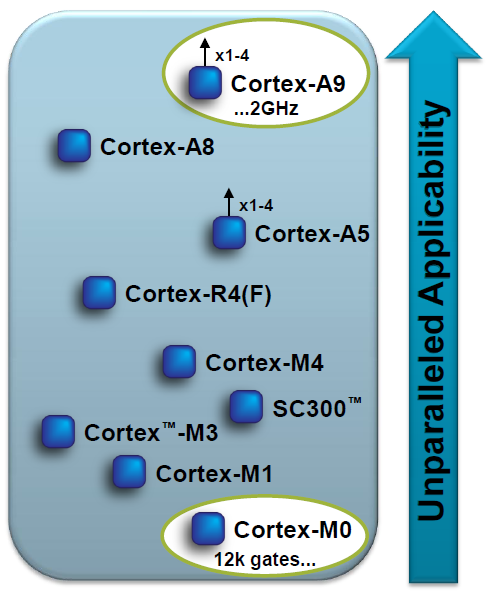 x1-4
Cortex-A9
...2GHz
Cortex-A8
x1-4
Cortex-A5
Cortex-R4(F)
Cortex-M4
SC300™
Cortex™-M3
Cortex-M1
Cortex-M0
12k gates...
Unparalleled Applicability